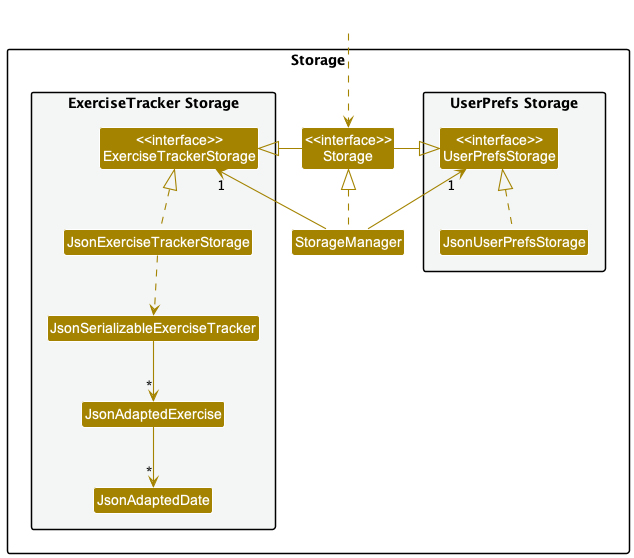 Storage
ExerciseTracker Storage
UserPrefs Storage
<<interface>>
ExerciseTrackerStorage
<<interface>>
Storage
<<interface>>
UserPrefsStorage
1
1
JsonExerciseTrackerStorage
StorageManager
JsonUserPrefsStorage
JsonSerializableExerciseTracker
*
JsonAdaptedExercise
*
JsonAdaptedDate